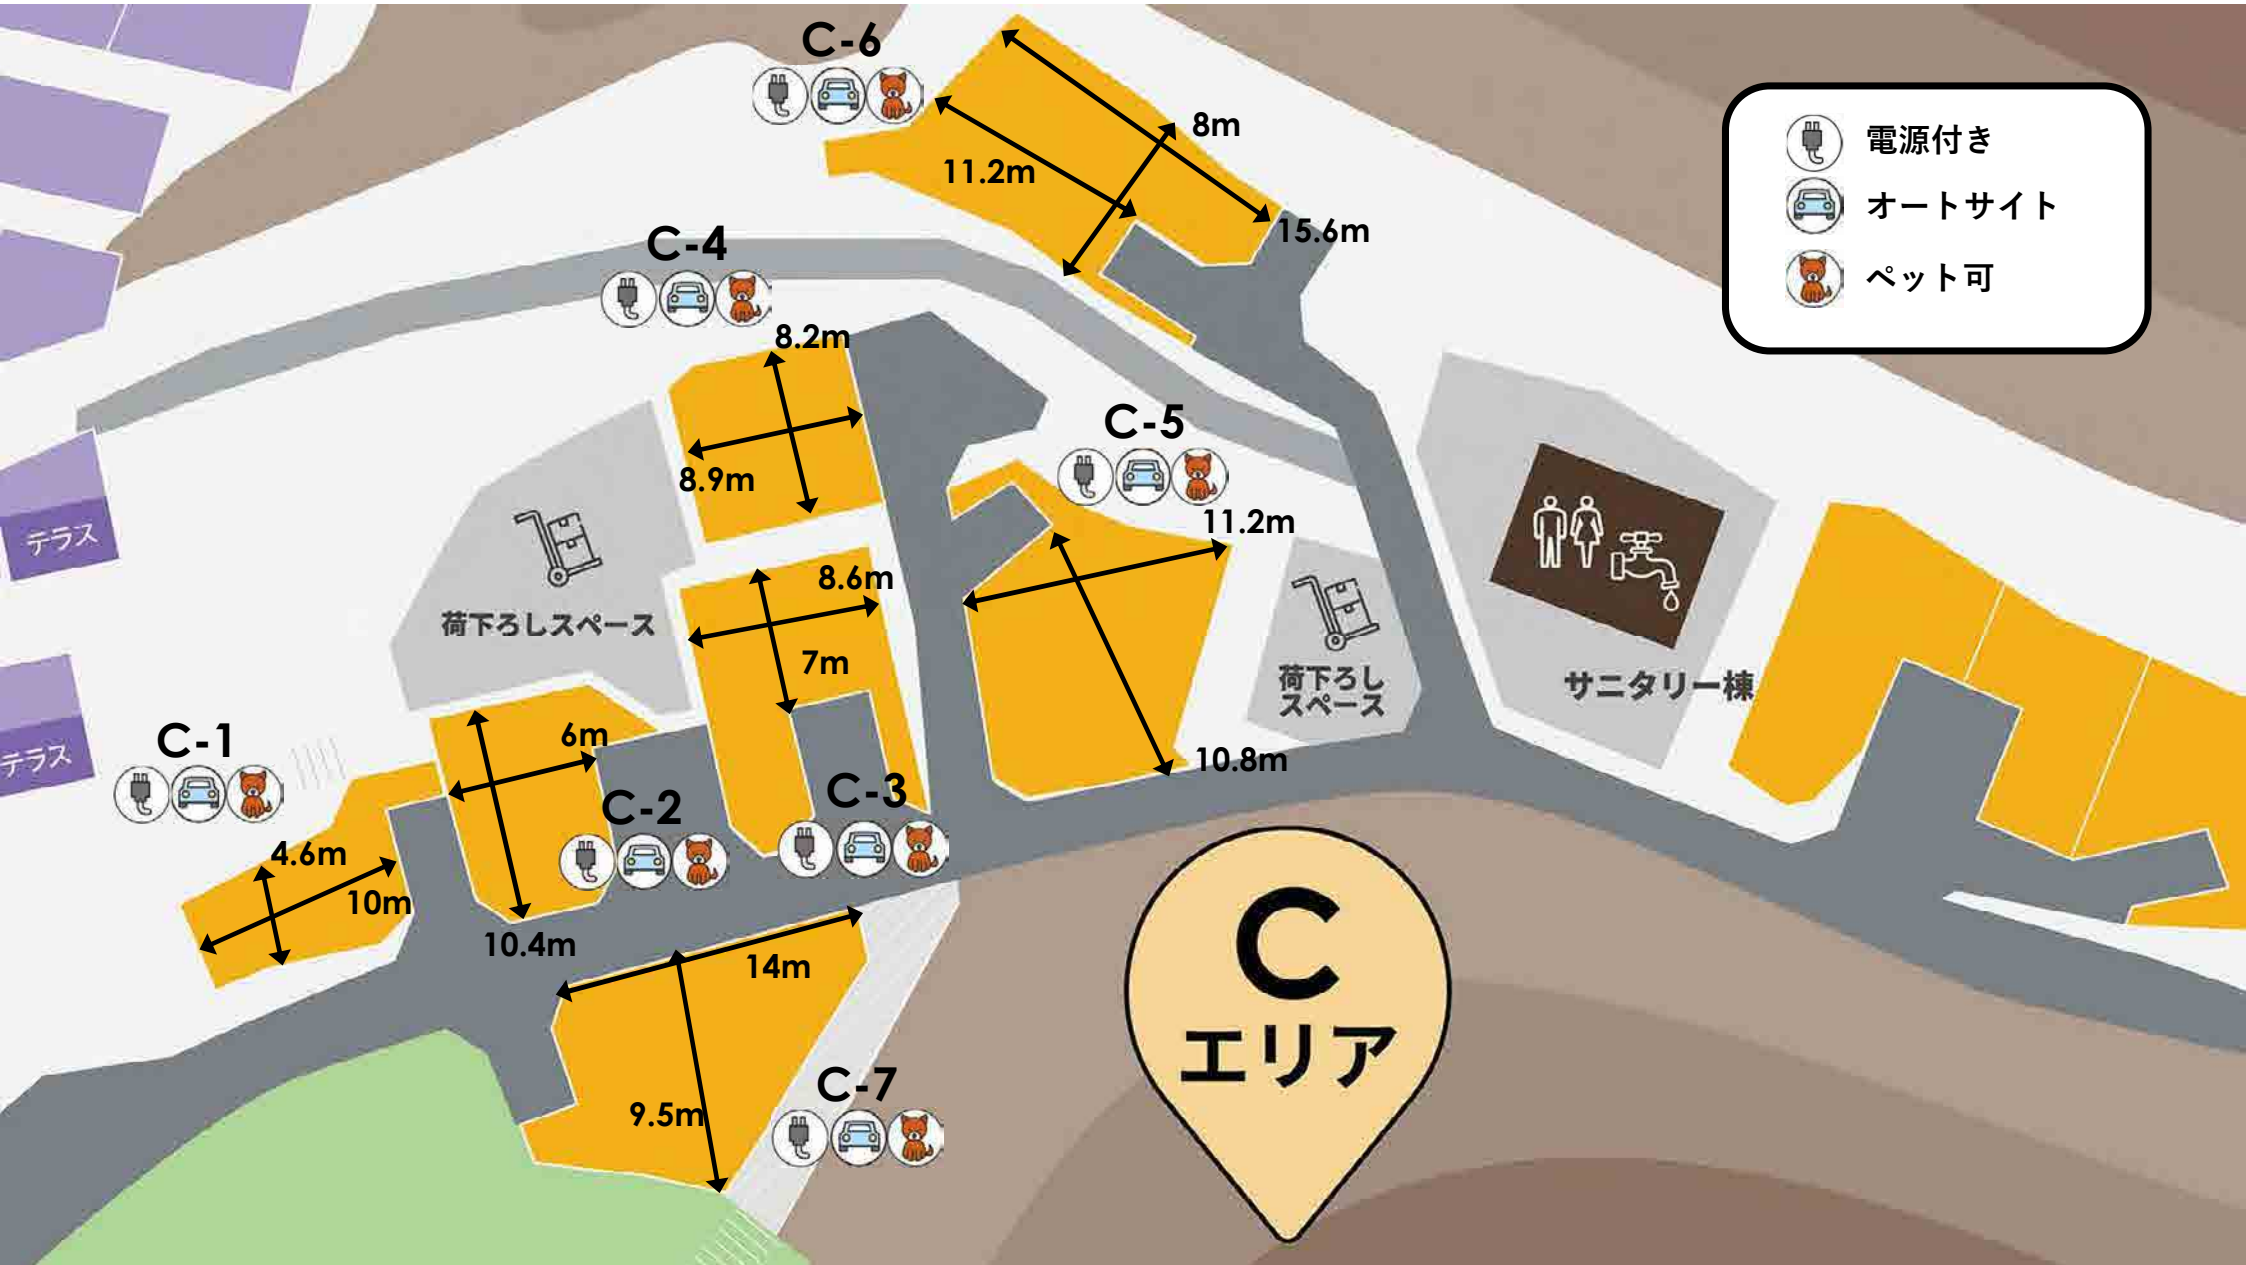 C-6
8m
11.2m
15.6m
電源付き
オートサイト
ペット可
C-4
8.2m
8.9m
C-5
11.2m
10.8m
テラス
荷下ろしスペース
8.6m
7m
荷下ろし
スペース
サニタリー棟
テラス
C-1
4.6m
10m
6m
C-2
10.4m
C-3
14m
9.5m
C-7
C
エリア